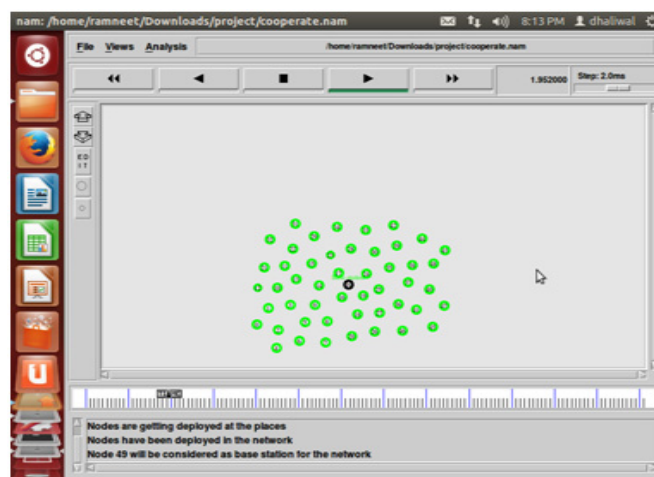 nam: /home/ramneet/Downloads/project/cooperate.nam
8:13 PM dhaliwal
File Views Analysis /home/ramneet/Downloads/project/cooperate.nam
1.952000 Step: 2.0ms
ED
IT
Nodes are getting deployed at the places
Nodes have been deployed in the network
Node 49 will be considered as base station for the network